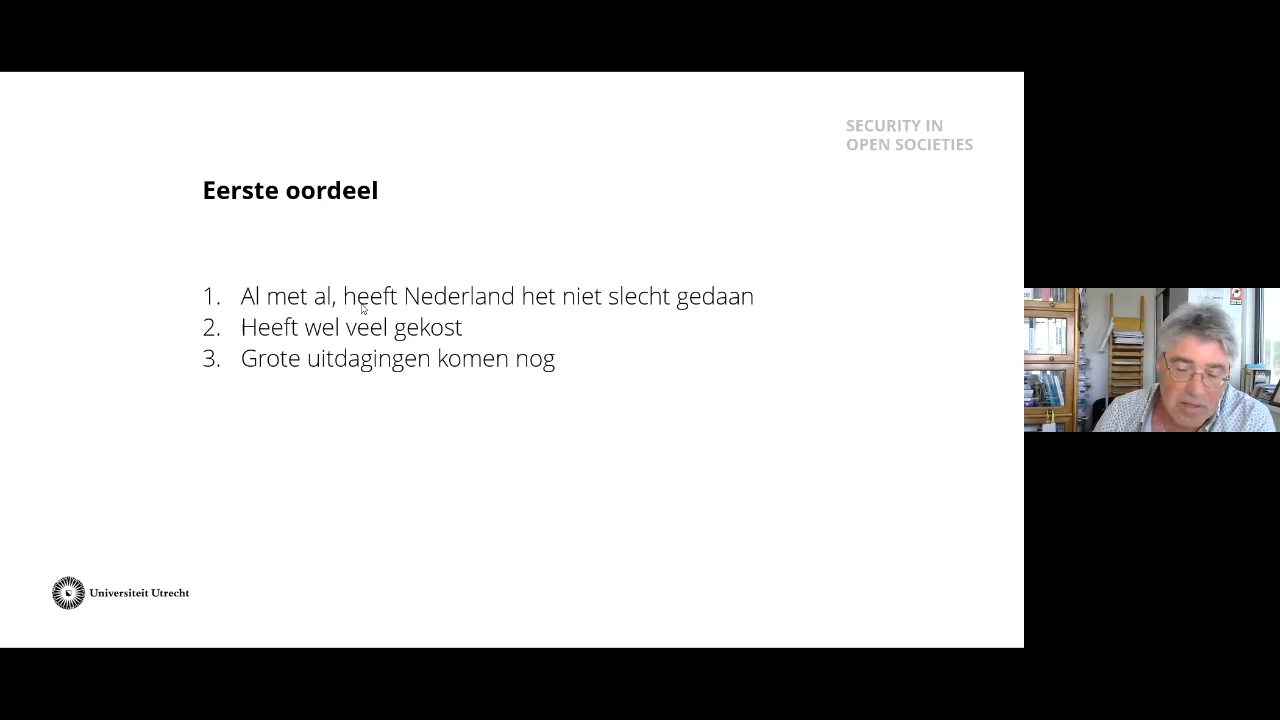 SECURITY IN
OPEN SOCIETIES
Eerste oordeel
1. Al met al, heeft Nederland het niet slecht gedaan
2. Heeft wel veel gekost
3. Grote uitdagingen komen nog
Universiteit Utrecht